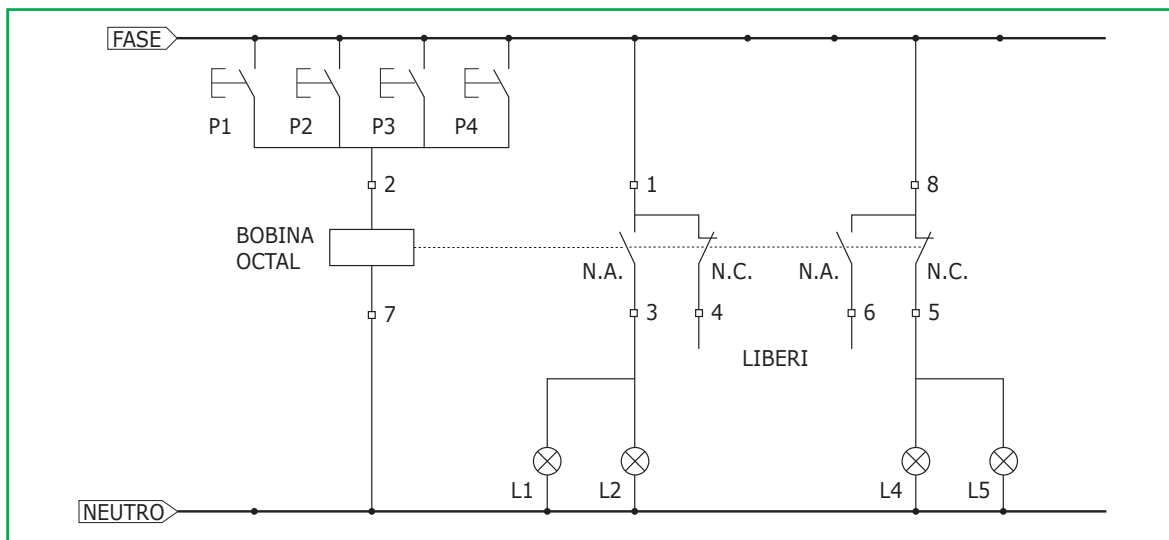 FASE
P1 P2 P3 P4
2 1 8
BOBINA
OCTAL
N.A. N.C. N.A. N.C.
7 3 4 6 5
LIBERI
L1 L2 L4 L5
NEUTRO